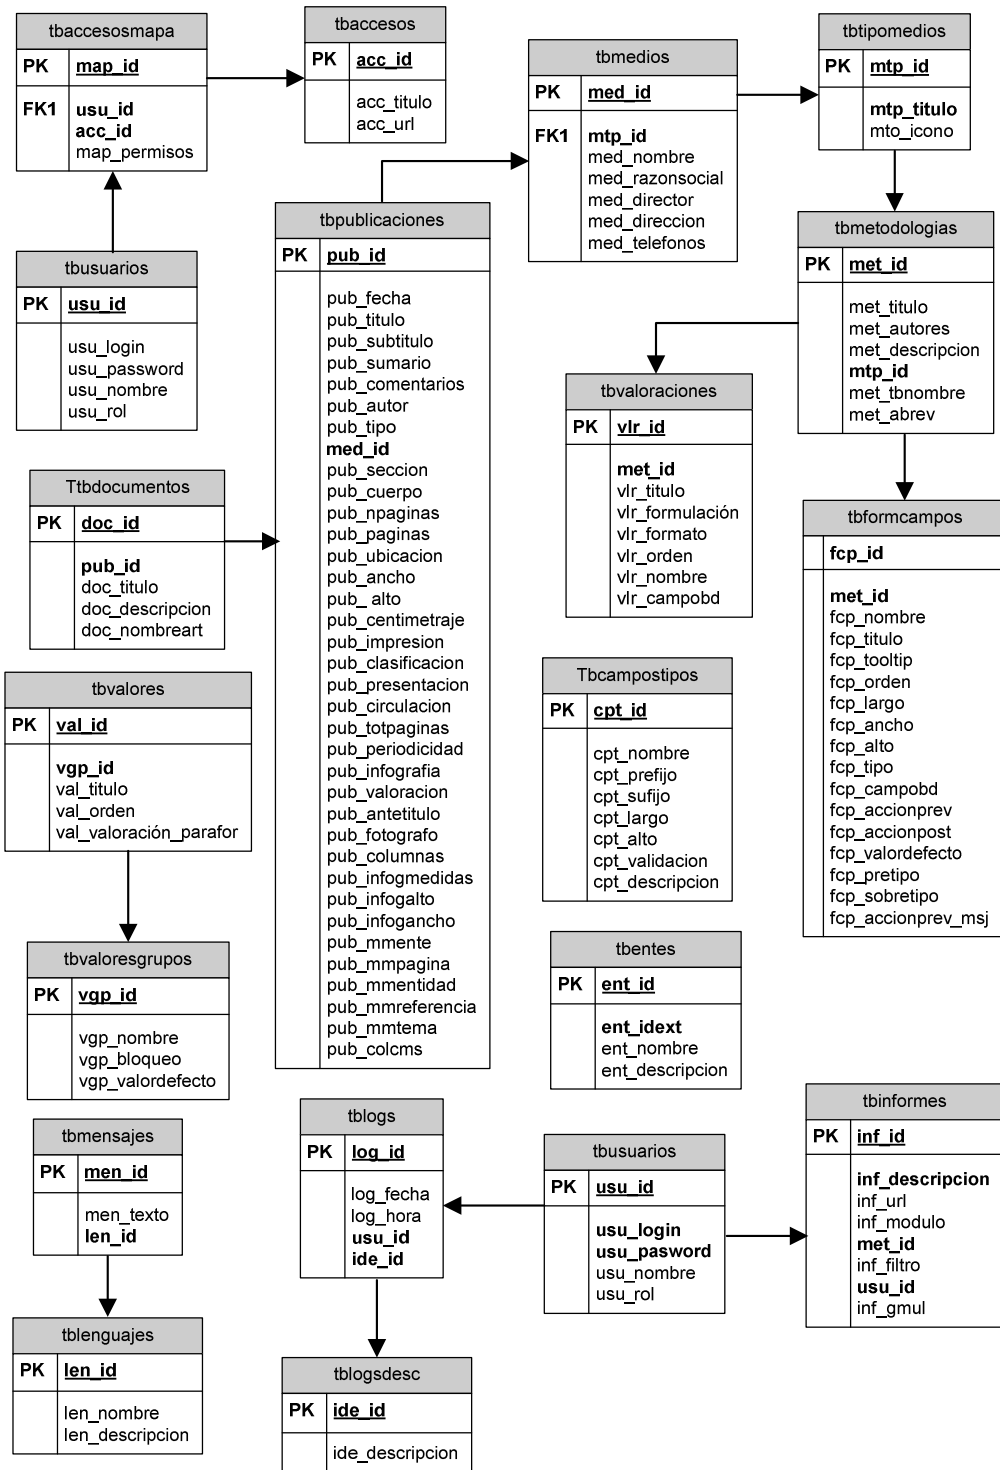 tbaccesosmapa
PK map_id
FK1 usu_id
acc_id
map_permisos
tbaccesos
PK acc_id
acc_titulo
acc_url
tbmedios
PK med_id
FK1 mtp_id
med_nombre
med_razonsocial
med_director
med_direccion
med_telefonos
tbtipomedios
PK mtp_id
mtp_titulo
mto_icono
tbusuarios
PK usu_id
usu_login
usu_password
usu_nombre
usu_rol
tbpublicaciones
PK pub_id
pub_fecha
pub_titulo
pub_subtitulo
pub_sumario
pub_comentarios
pub_autor
pub_tipo
med_id
pub_seccion
pub_cuerpo
pub_npaginas
pub_paginas
pub_ubicacion
pub_ancho
pub_ alto
pub_centimetraje
pub_impresion
pub_clasificacion
pub_presentacion
pub_circulacion
pub_totpaginas
pub_periodicidad
pub_infografia
pub_valoracion
pub_antetitulo
pub_fotografo
pub_columnas
pub_infogmedidas
pub_infogalto
pub_infogancho
pub_mmente
pub_mmpagina
pub_mmentidad
pub_mmreferencia
pub_mmtema
pub_colcms
tbmetodologias
PK met_id
met_titulo
met_autores
met_descripcion
mtp_id
met_tbnombre
met_abrev
tbvaloraciones
PK vlr_id
met_id
vlr_titulo
vlr_formulación
vlr_formato
vlr_orden
vlr_nombre
vlr_campobd
Ttbdocumentos
PK doc_id
pub_id
doc_titulo
doc_descripcion
doc_nombreart
tbformcampos
fcp_id
met_id
fcp_nombre
fcp_titulo
fcp_tooltip
fcp_orden
fcp_largo
fcp_ancho
fcp_alto
fcp_tipo
fcp_campobd
fcp_accionprev
fcp_accionpost
fcp_valordefecto
fcp_pretipo
fcp_sobretipo
fcp_accionprev_msj
tbvalores
PK val_id
vgp_id
val_titulo
val_orden
val_valoración_parafor
Tbcampostipos
PK cpt_id
cpt_nombre
cpt_prefijo
cpt_sufijo
cpt_largo
cpt_alto
cpt_validacion
cpt_descripcion
tbvaloresgrupos
PK vgp_id
vgp_nombre
vgp_bloqueo
vgp_valordefecto
tbentes
PK ent_id
ent_idext
ent_nombre
ent_descripcion
tbmensajes
PK men_id
men_texto
len_id
tblogs
PK log_id
log_fecha
log_hora
usu_id
ide_id
tbusuarios
PK usu_id
usu_login
usu_pasword
usu_nombre
usu_rol
tbinformes
PK inf_id
inf_descripcion
inf_url
inf_modulo
met_id
inf_filtro
usu_id
inf_gmul
tblenguajes
PK len_id
len_nombre
len_descripcion
tblogsdesc
PK ide_id
ide_descripcion